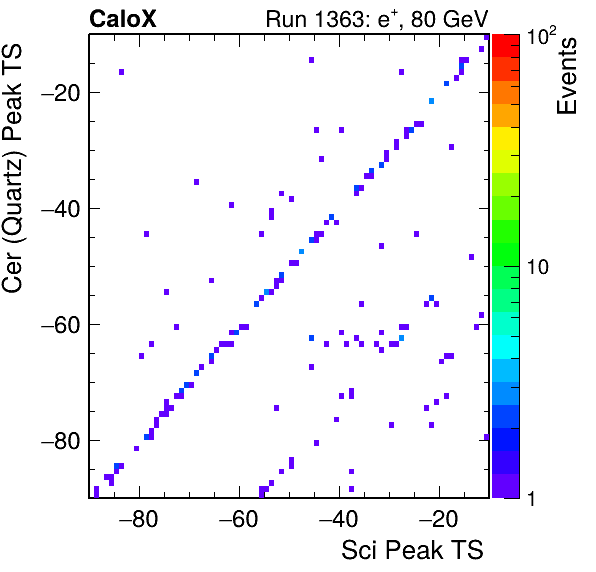 CaloX
Run 1363: e⁺, 80 GeV
Cer (Quartz) Peak TS
−20
−40
−60
−80
−80
−60
−40
−20
Sci Peak TS
10²
10
1
Events